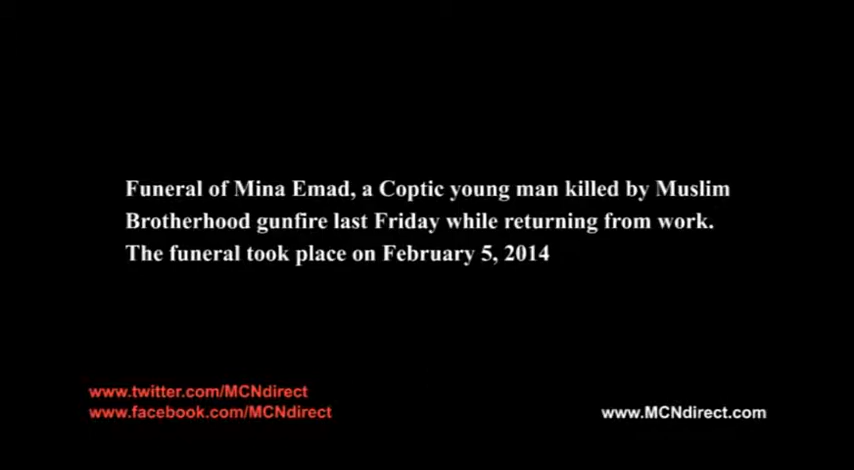 Funeral of Mina Emad, a Coptic young man killed by Muslim
Brotherhood gunfire last Friday while returning from work.
The funeral took place on February 5, 2014
www.twitter.com/MCNdirect
www.facebook.com/MCNdirect
www.MCNdirect.com